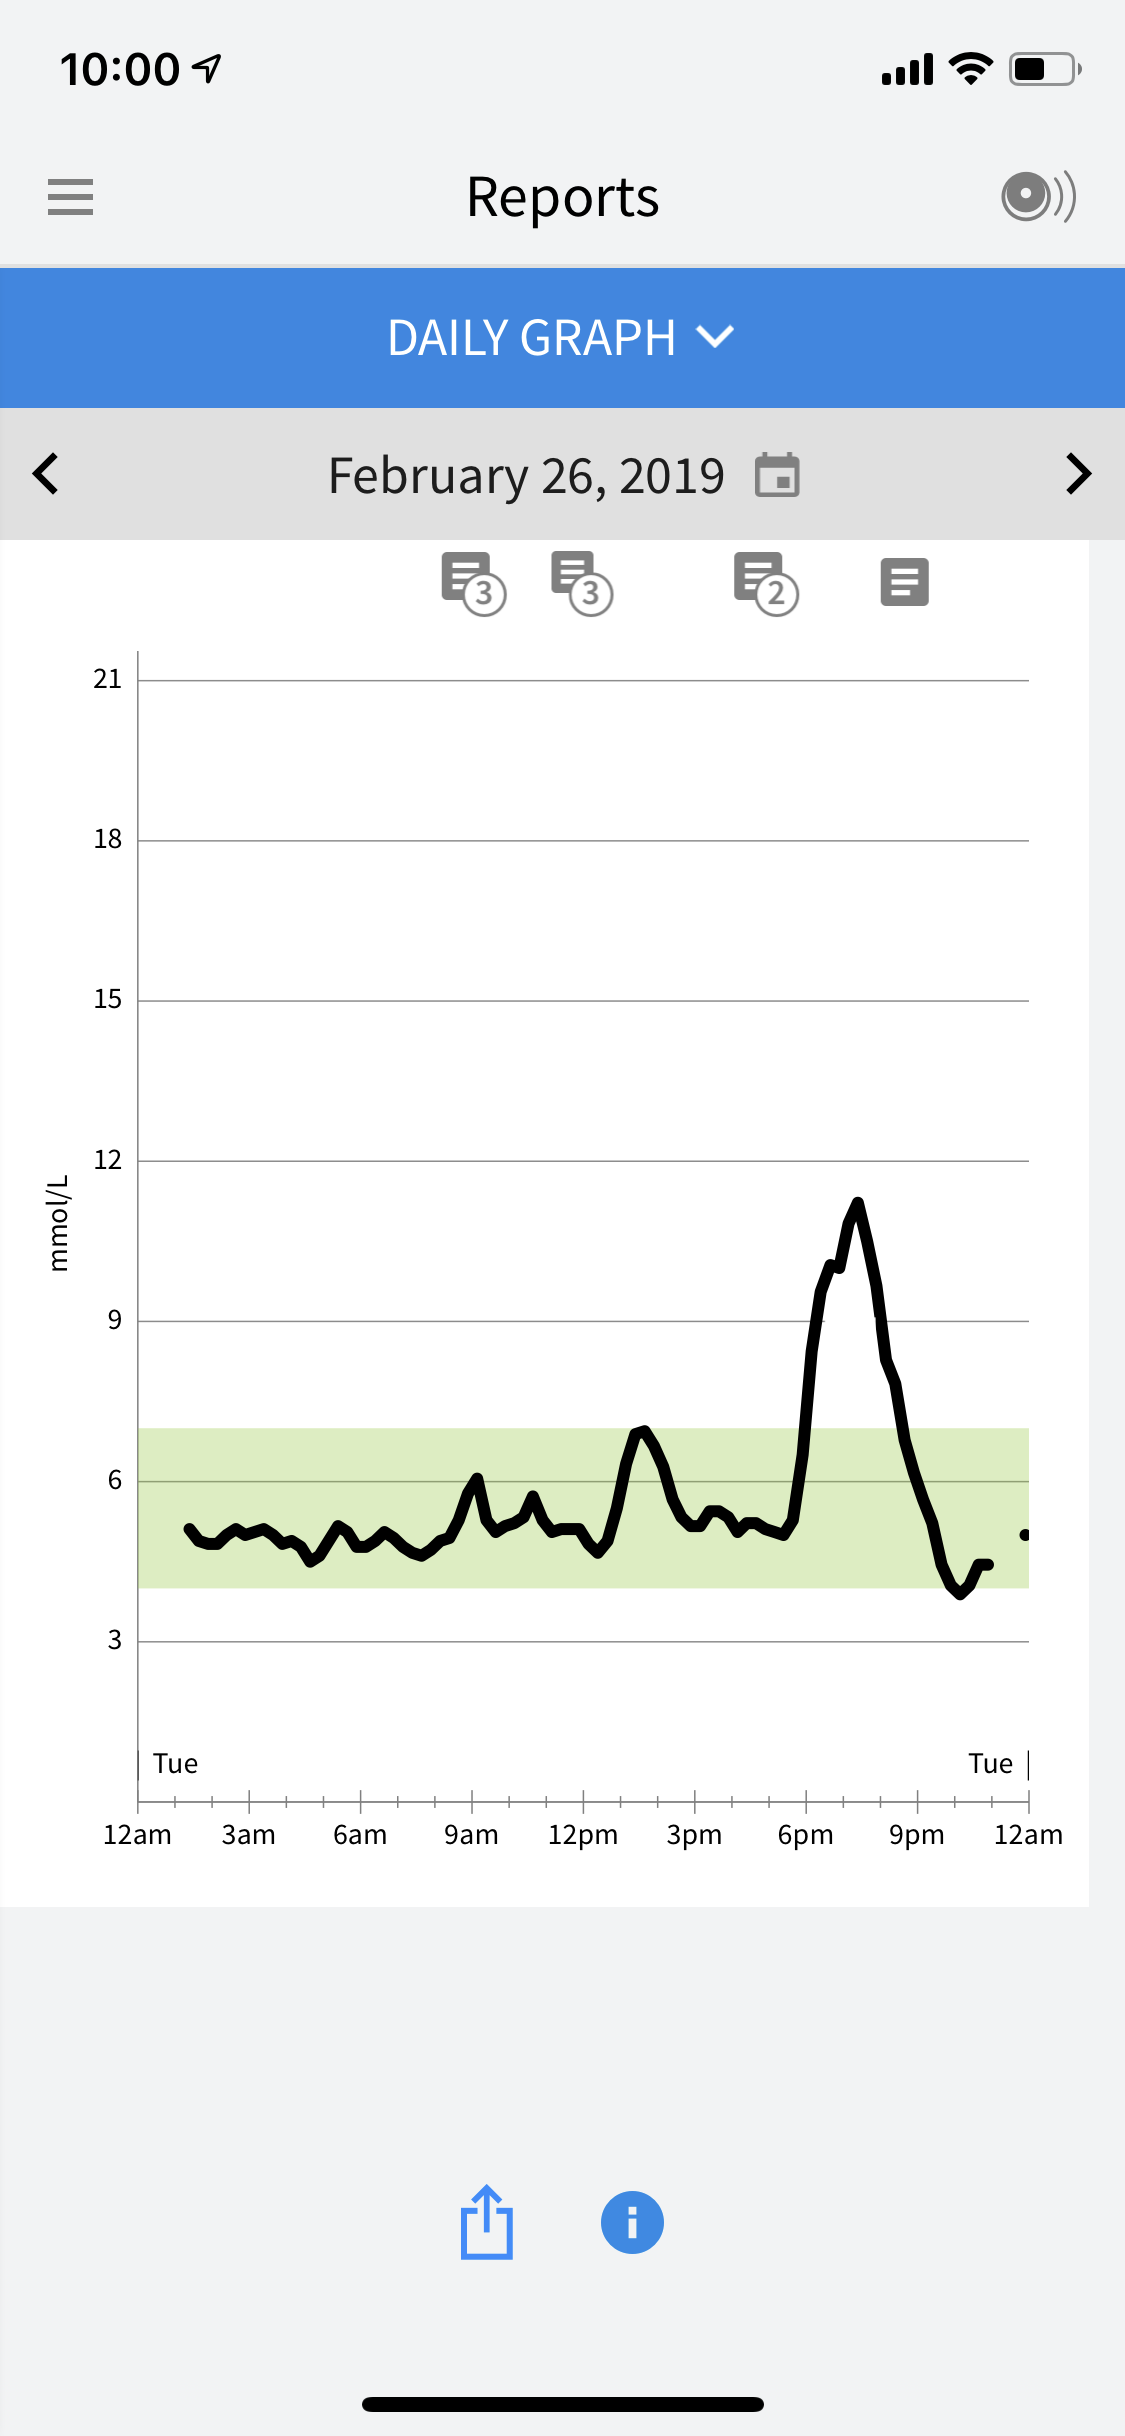 10:00
Reports
DAILY GRAPH
February 26, 2019
3 3 2
21
18
15
12
mmol/L
9
6
3
Tue Tue
12am 3am 6am 9am 12pm 3pm 6pm 9pm 12am
i